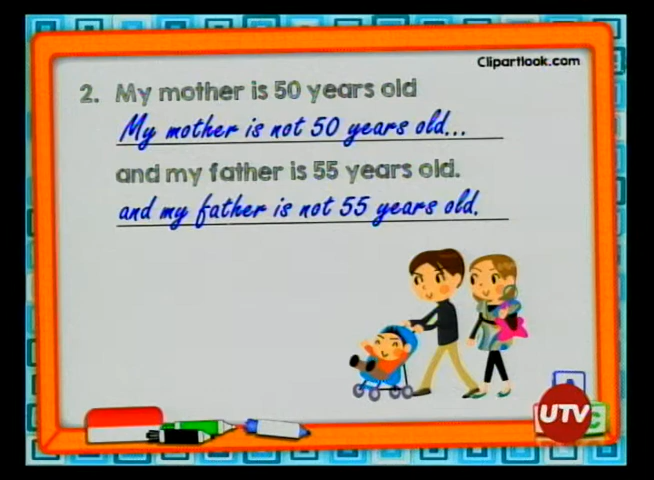 Clipartlook.com
2. My mother is 50 years old
My mother is not 50 years old...
and my father is 55 years old.
and my father is not 55 years old.
UTV